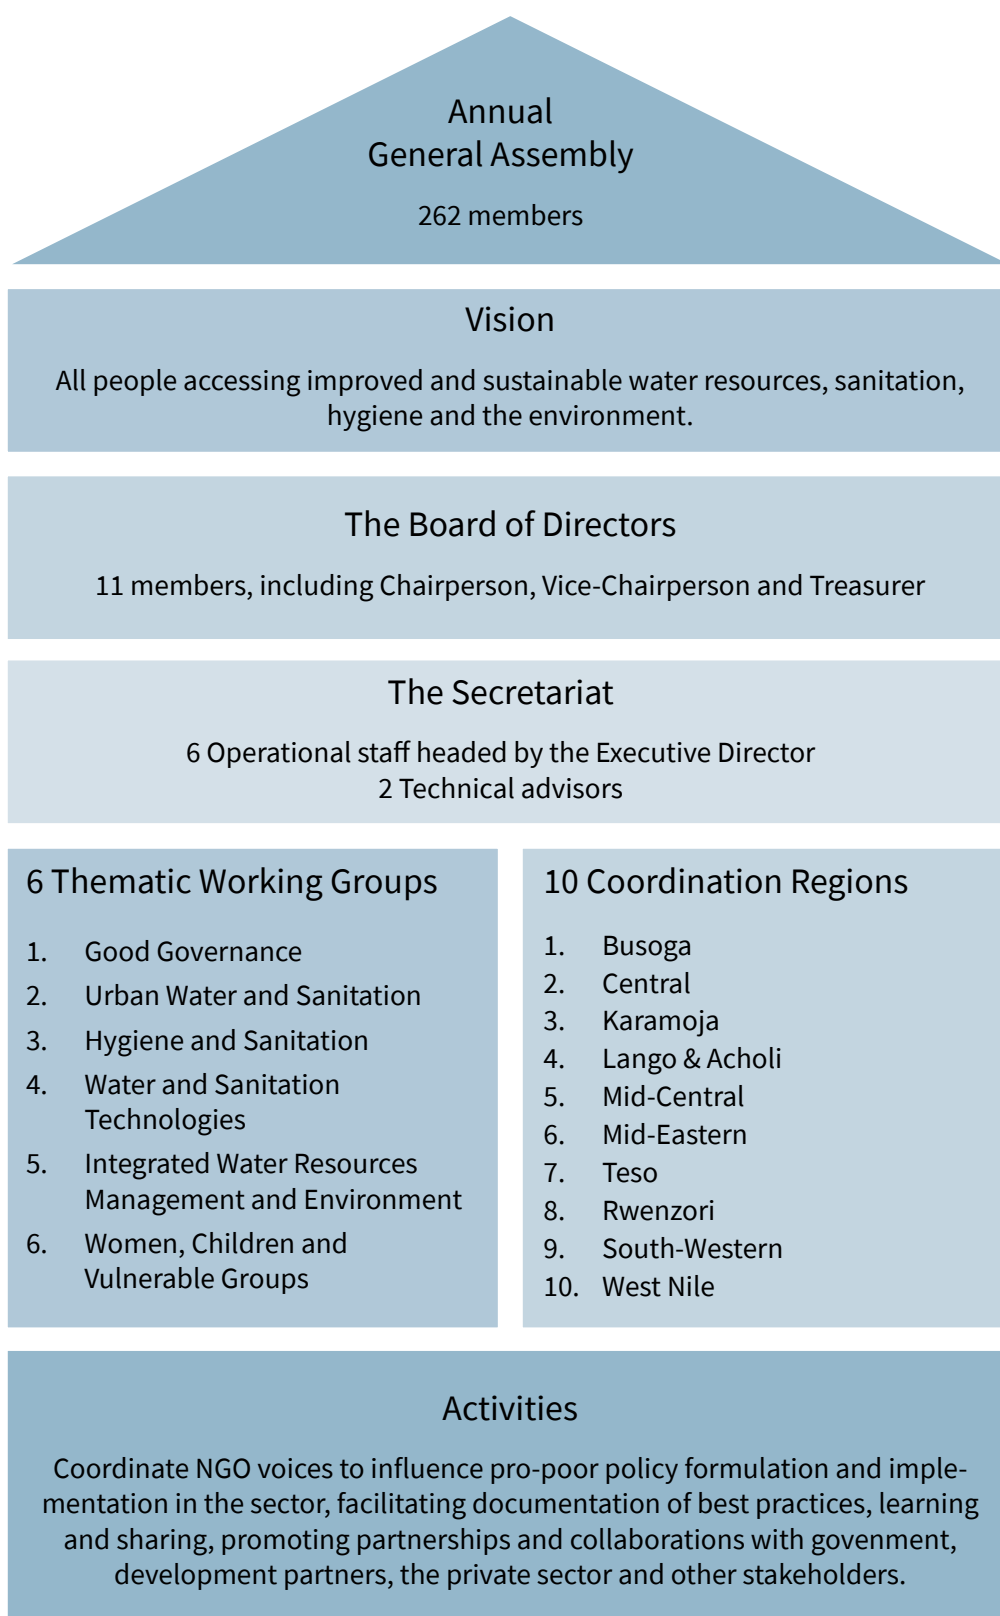 Annual
General Assembly
262 members
Vision
All people accessing improved and sustainable water resources, sanitation,
hygiene and the environment.
The Board of Directors
11 members, including Chairperson, Vice-Chairperson and Treasurer
The Secretariat
6 Operational staff headed by the Executive Director
2 Technical advisors
6 Thematic Working Groups
1. Good Governance
2. Urban Water and Sanitation
3. Hygiene and Sanitation
4. Water and Sanitation
Technologies
5. Integrated Water Resources
Management and Environment
6. Women, Children and
Vulnerable Groups
10 Coordination Regions
1. Busoga
2. Central
3. Karamoja
4. Lango & Acholi
5. Mid-Central
6. Mid-Eastern
7. Teso
8. Rwenzori
9. South-Western
10. West Nile
Activities
Coordinate NGO voices to influence pro-poor policy formulation and imple-
mentation in the sector, facilitating documentation of best practices, learning
and sharing, promoting partnerships and collaborations with govenment,
development partners, the private sector and other stakeholders.